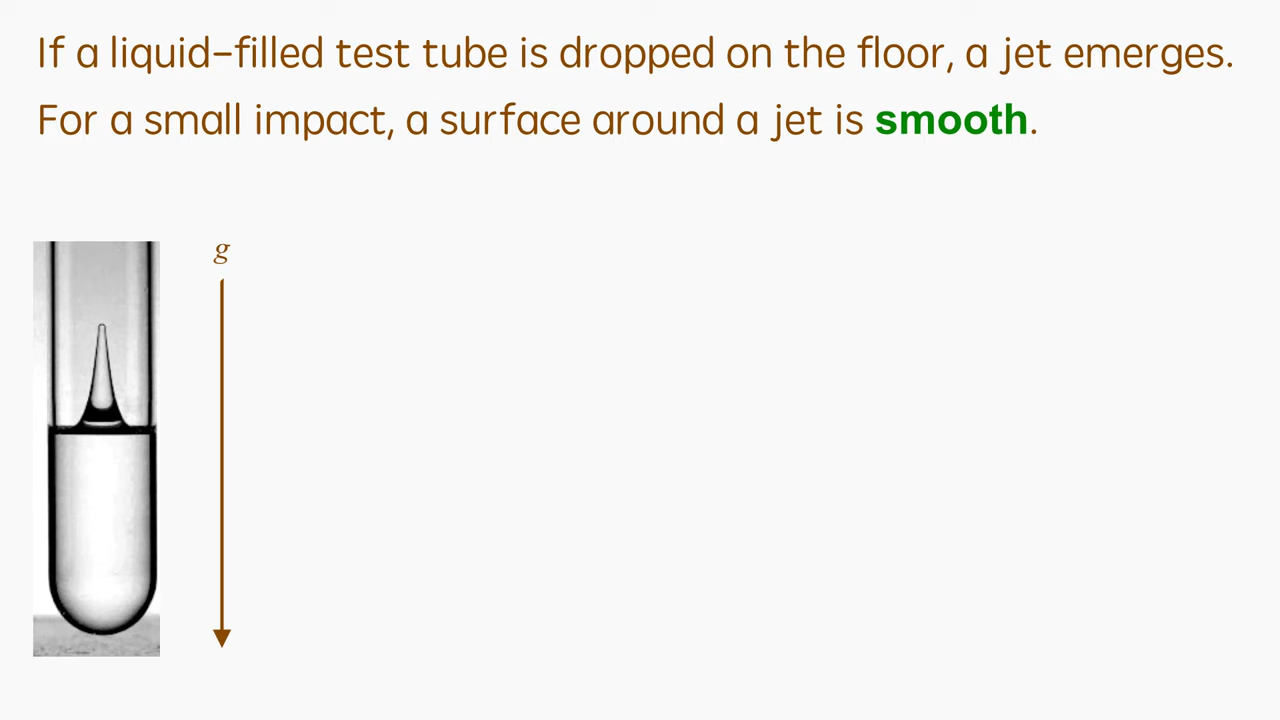 If a liquid-filled test tube is dropped on the floor, a jet emerges.
For a small impact, a surface around a jet is smooth.
g